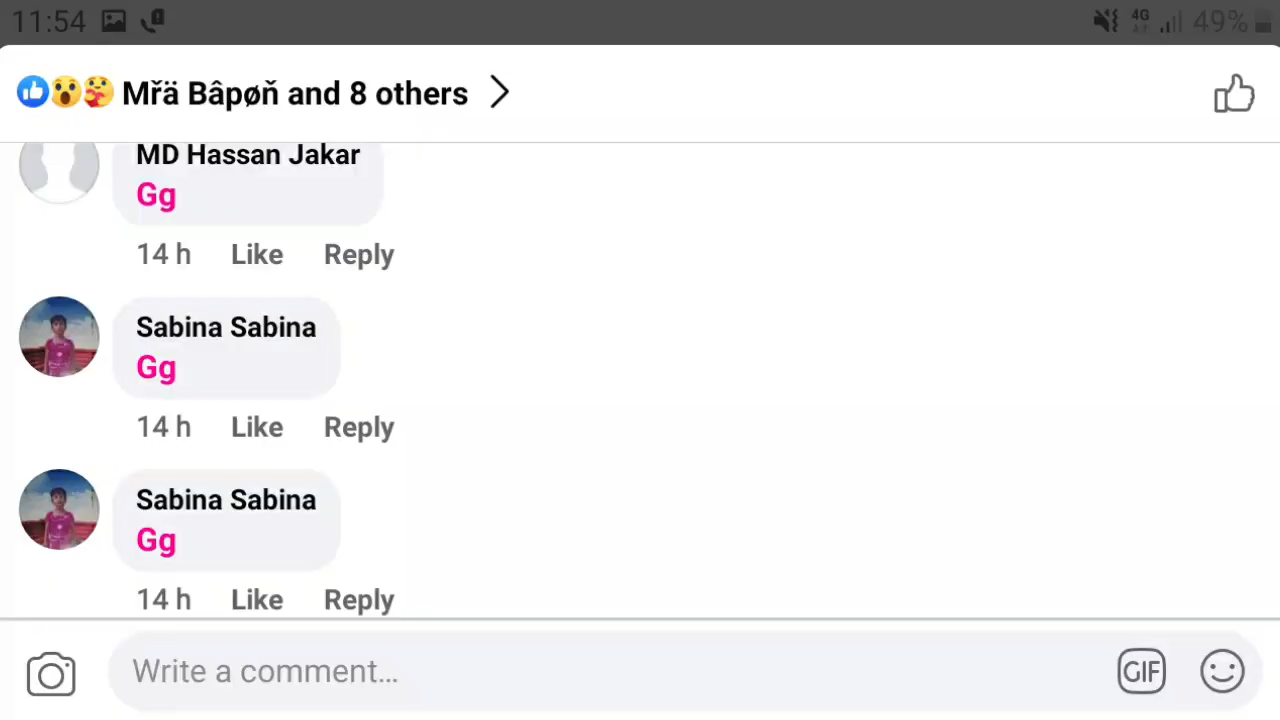 11:54 4G 49%
Mřä Bâpøň and 8 others
MD Hassan Jakar
Gg
14 h Like Reply
Sabina Sabina
Gg
14 h Like Reply
Sabina Sabina
Gg
14 h Like Reply
Write a comment... GIF